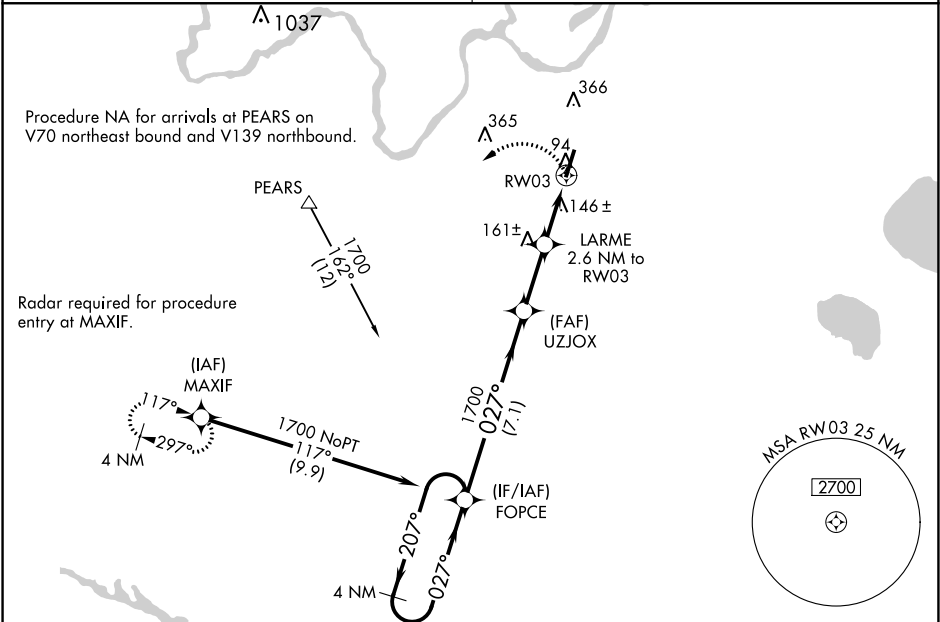 1037
Procedure NA for arrivals at PEARS on
V70 northeast bound and V139 northbound.
366
365
94
RW03
146 ±
161±
LARME
2.6 NM to
RW03
PEARS
1700
162°
(12)
Radar required for procedure
entry at MAXIF.
(FAF)
UZJOX
(IAF)
MAXIF
117°
297°
4 NM
1700 NoPT
117°
(9.9)
1700
027°
(7.1)
(IF/IAF)
FOPCE
207°
027°
4 NM
MSA RW03 25 NM
2700